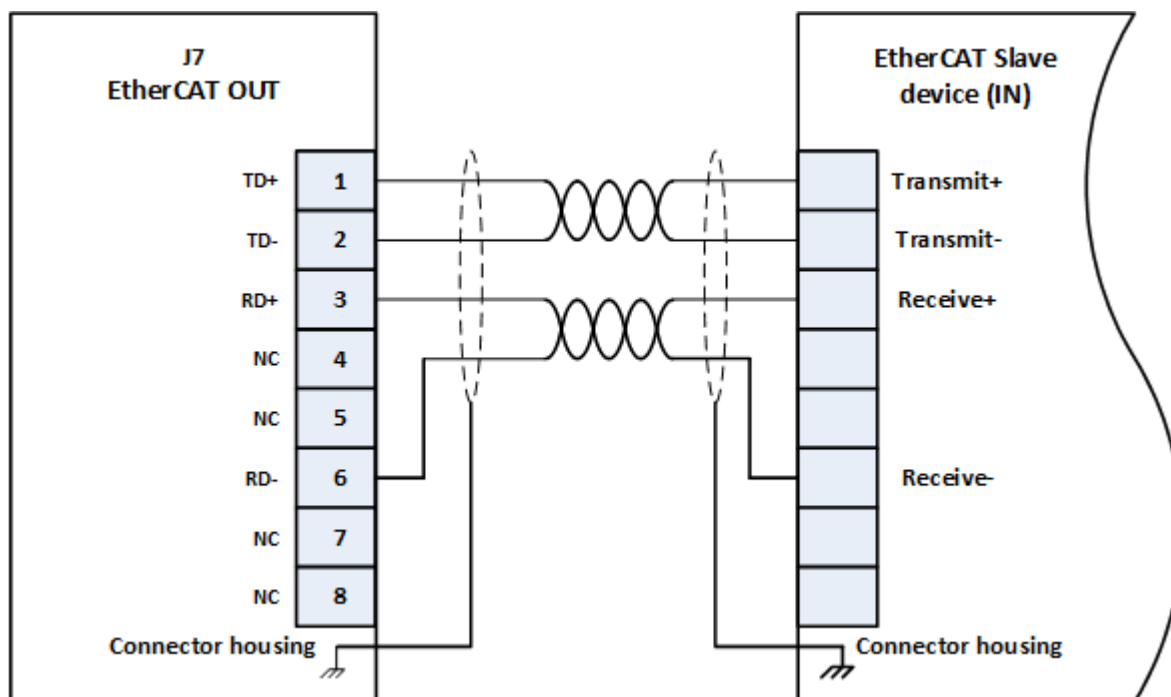 J7
EtherCAT OUT
EtherCAT Slave
device (IN)
TD+ 1 Transmit+
TD- 2 Transmit-
RD+ 3 Receive+
NC 4
NC 5
RD- 6 Receive-
NC 7
NC 8
Connector housing Connector housing